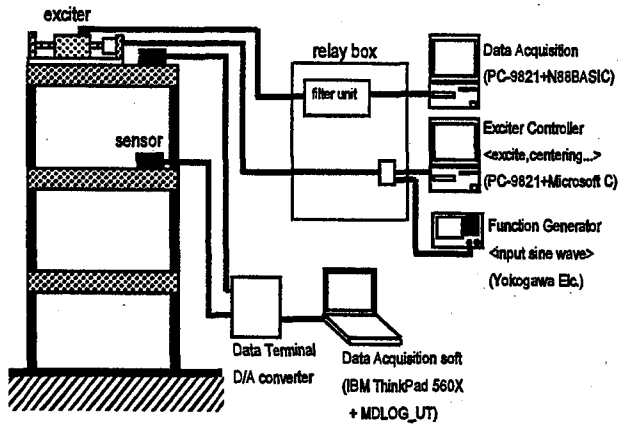 exciter
relay box
Data Acquisition
(PC-9821+N88BASIC)
filter unit
Exciter Controller
<excite,centering...>
(PC-9821+Microsoft C)
sensor
Function Generator
<input sine wave>
(Yokogawa Elc.)
Data Terminal
D/A converter
Data Acquisition soft
(IBM ThinkPad 560X
+ MDLOG_UT)